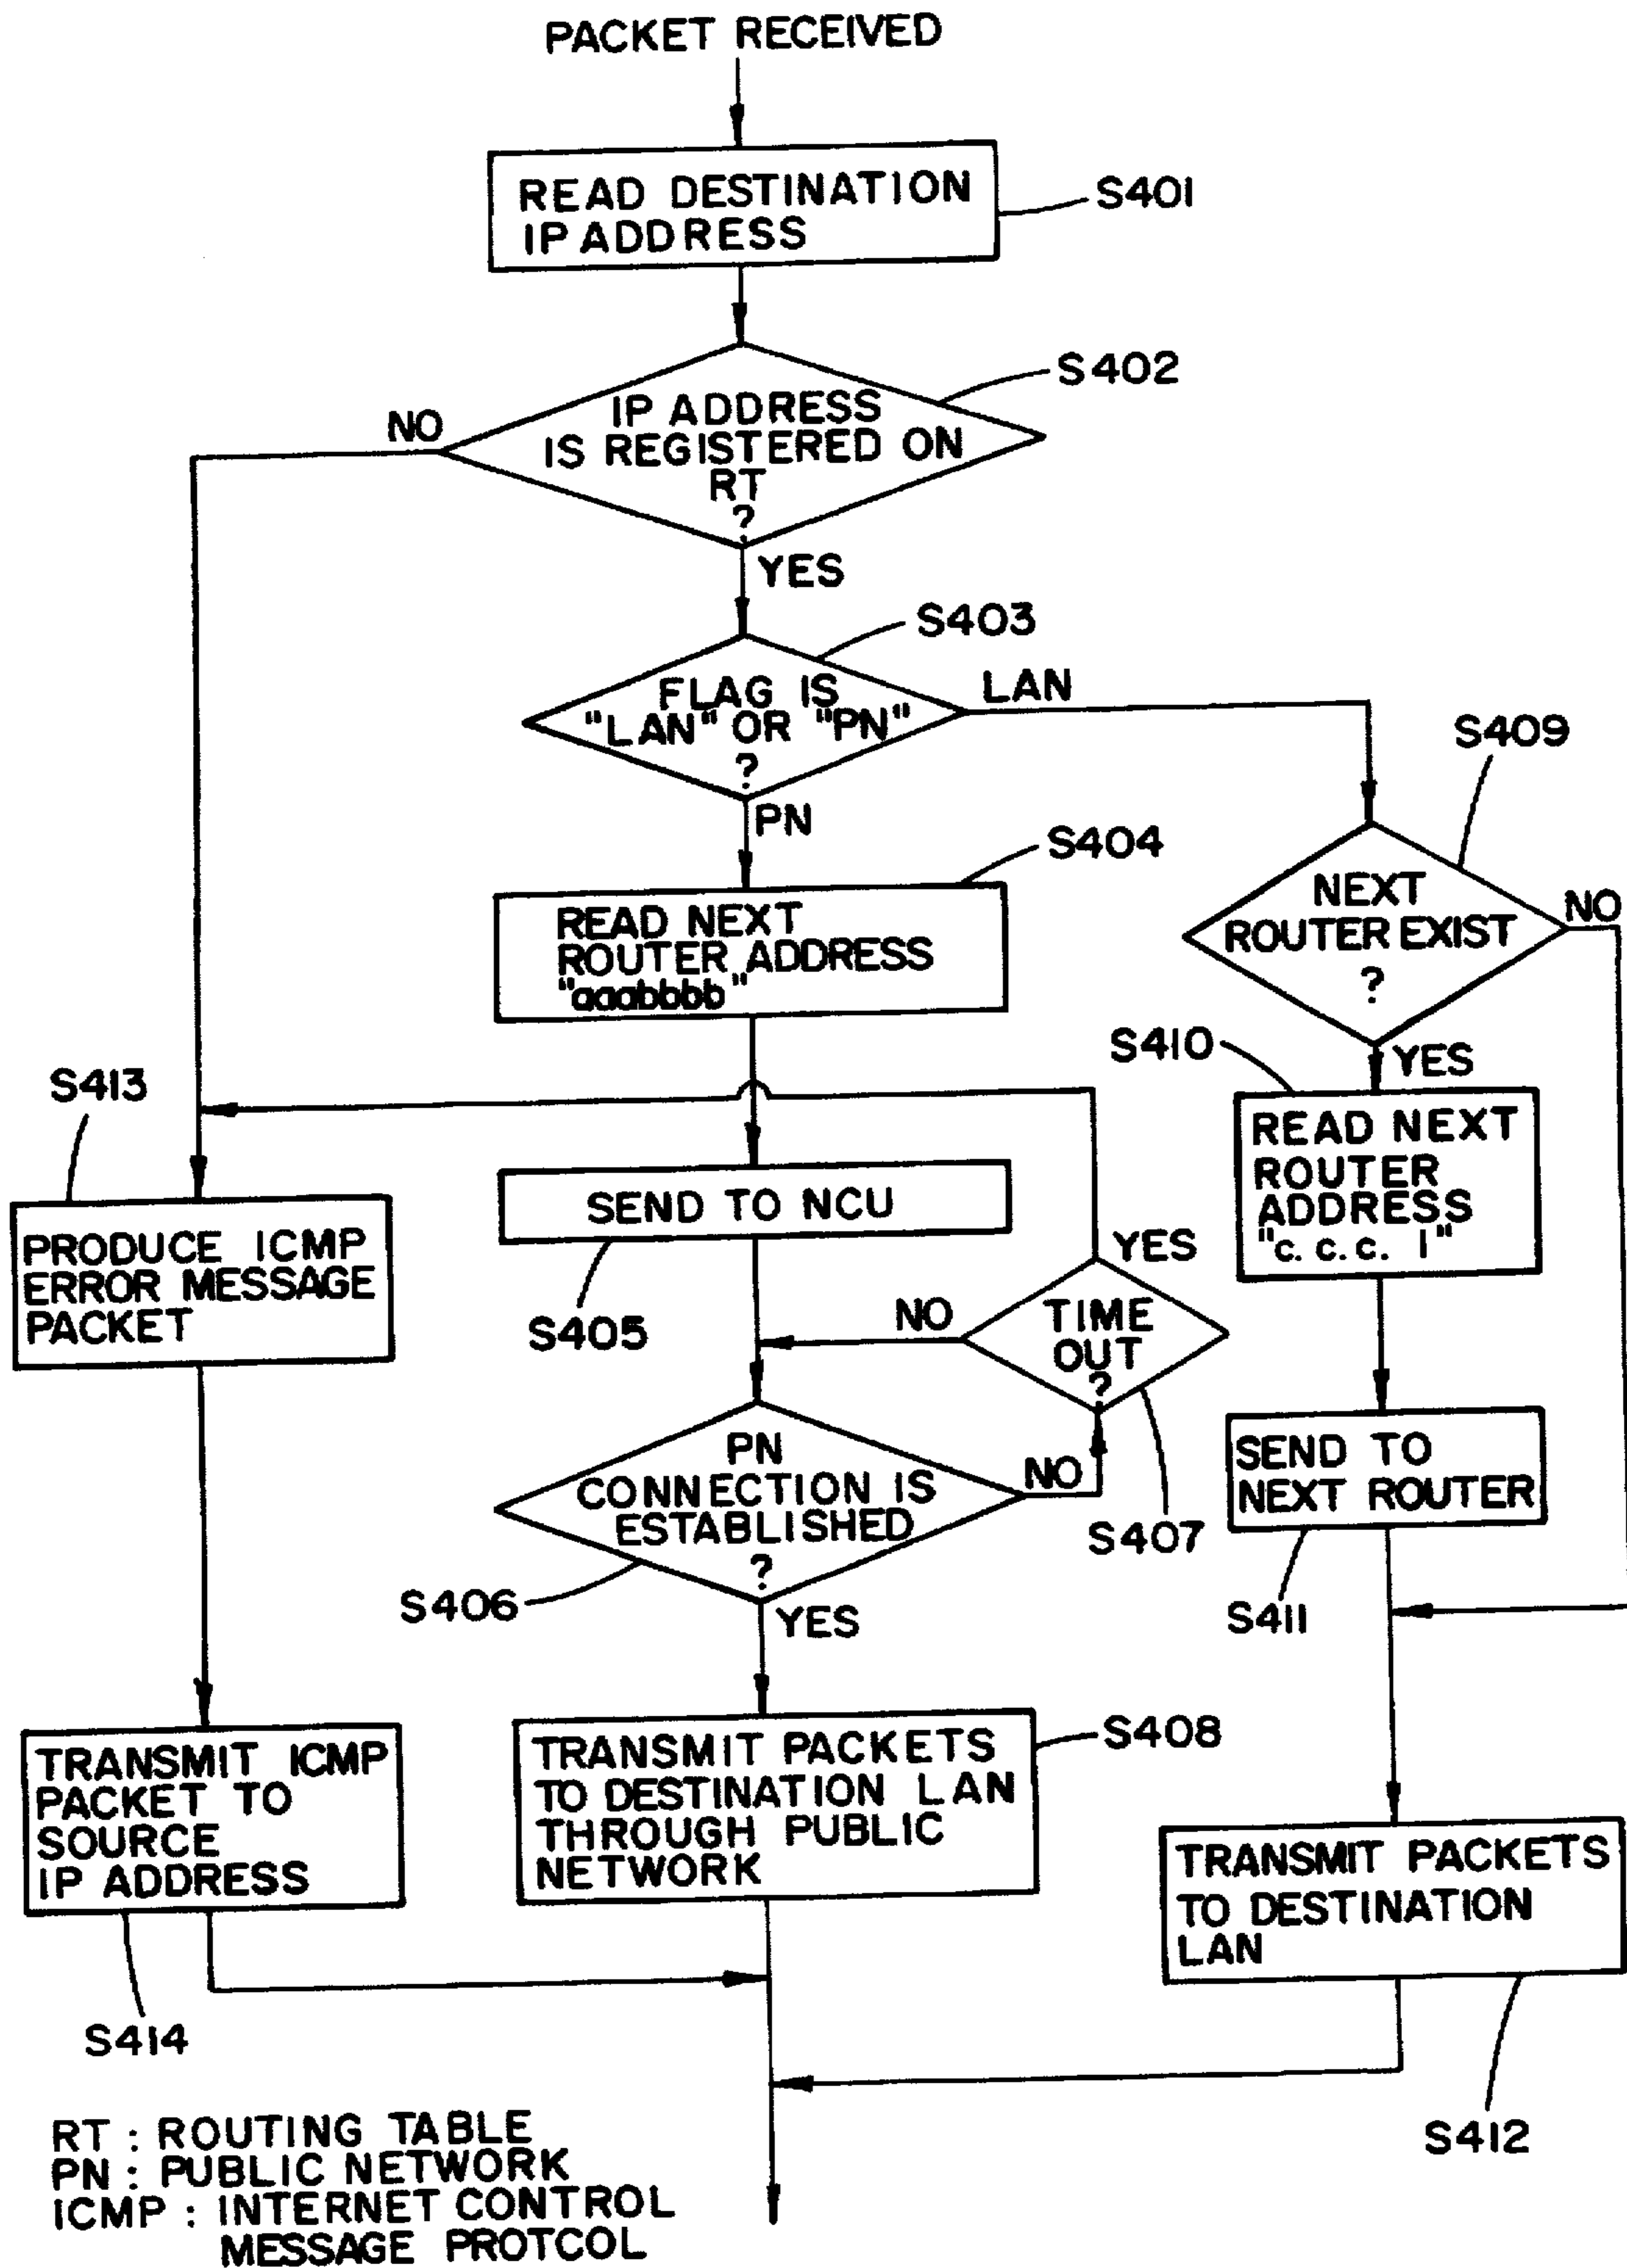 PACKET RECEIVED
READ DESTINATION
IP ADDRESS
S401
S402
IP ADDRESS
IS REGISTERED ON
RT
?
NO
YES
S403
FLAG IS
"LAN" OR "PN"
?
LAN
PN
S409
NEXT
ROUTER EXIST
?
NO
YES
S404
READ NEXT
ROUTER ADDRESS
"aaabbbb"
S410
READ NEXT
ROUTER
ADDRESS
"c. c. c. 1"
S413
PRODUCE ICMP
ERROR MESSAGE
PACKET
SEND TO NCU
S405
YES
NO
TIME
OUT
?
S407
PN
CONNECTION IS
ESTABLISHED
?
NO
S406
YES
SEND TO
NEXT ROUTER
S411
TRANSMIT ICMP
PACKET TO
SOURCE
IP ADDRESS
S414
TRANSMIT PACKETS
TO DESTINATION LAN
THROUGH PUBLIC
NETWORK
S408
TRANSMIT PACKETS
TO DESTINATION
LAN
S412
RT : ROUTING TABLE
PN : PUBLIC NETWORK
ICMP : INTERNET CONTROL
MESSAGE PROTCOL